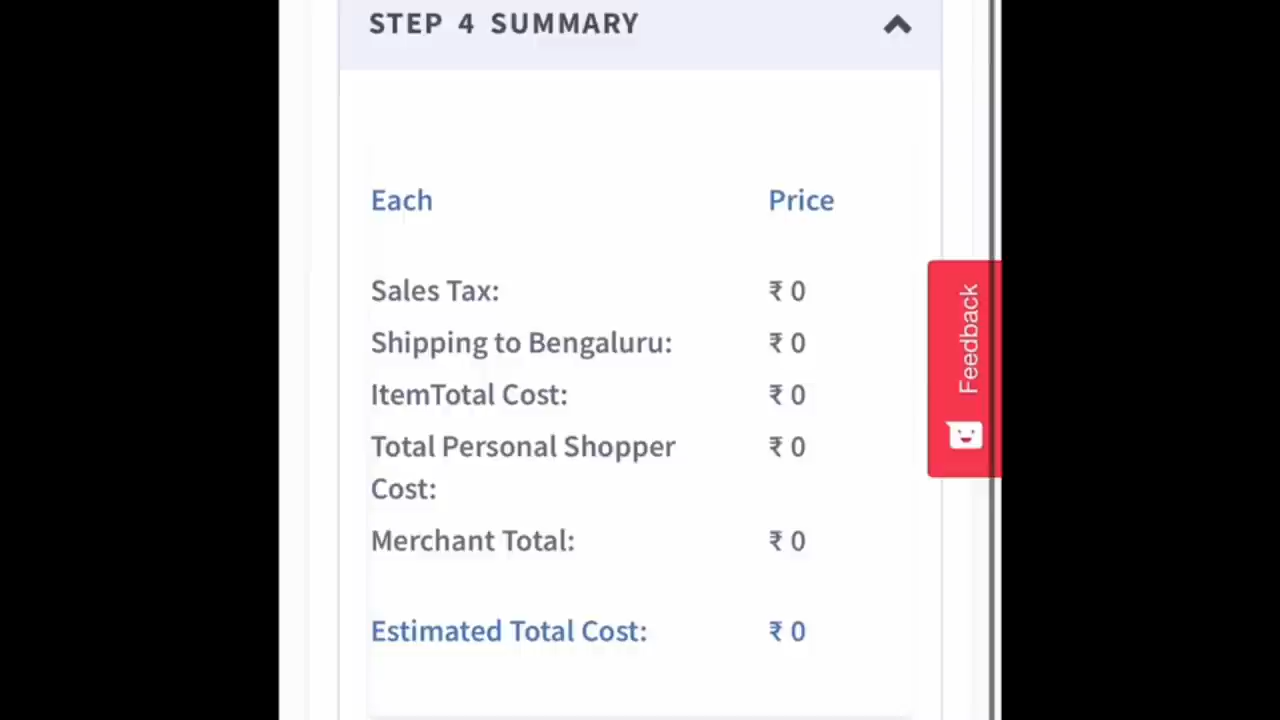 STEP 4 SUMMARY
Each Price
Sales Tax: ₹ 0
Shipping to Bengaluru: ₹ 0
ItemTotal Cost: ₹ 0
Total Personal Shopper ₹ 0
Cost:
Merchant Total: ₹ 0
Estimated Total Cost: ₹ 0
Feedback